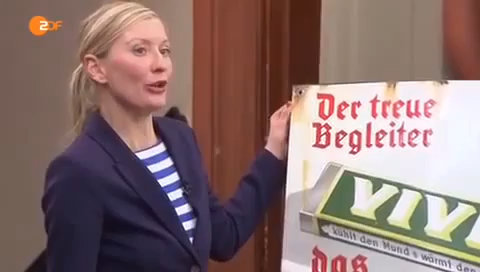 ZDF
Der treue
Begleiter
VIV
kühlt den Mund & wärmt den
das